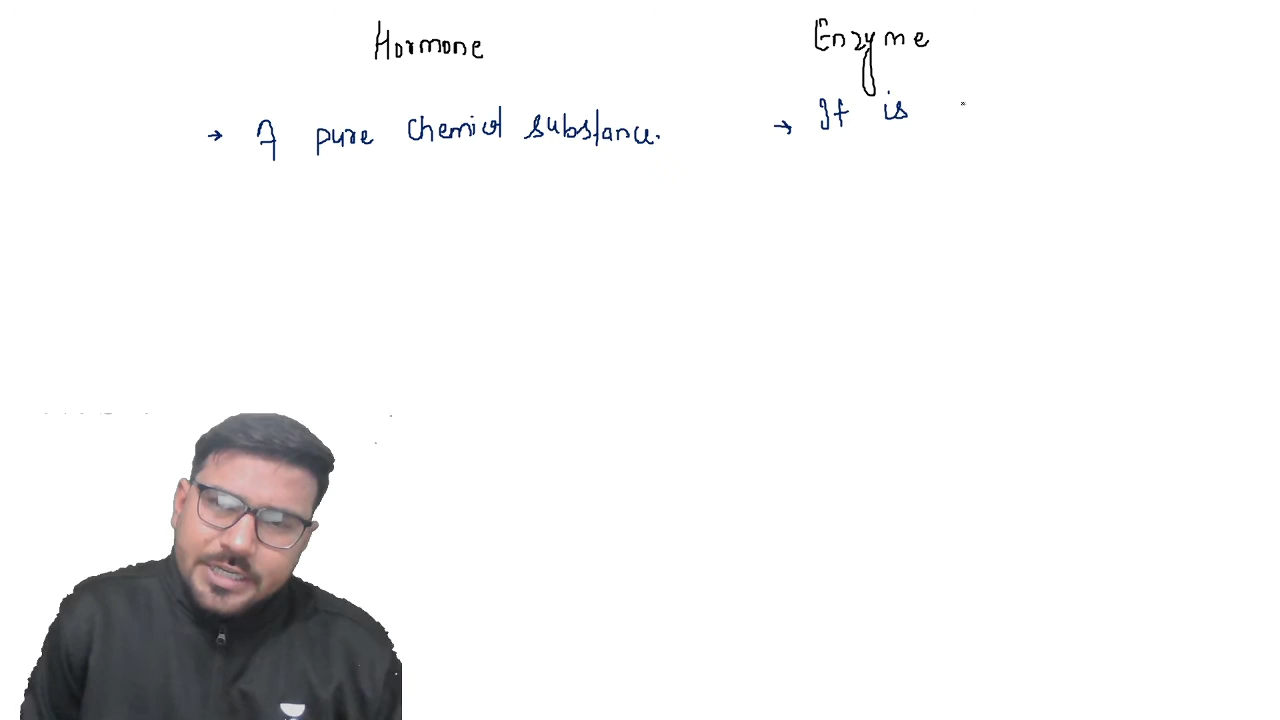 Hormone Enzyme
→ A pure chemical substance. → It is